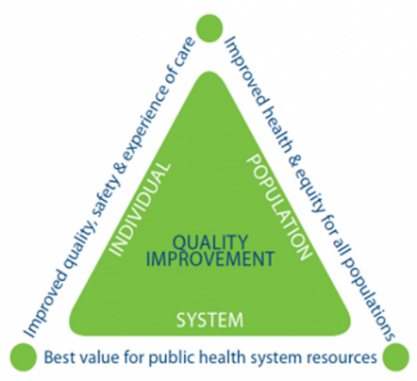 Improved quality, safety & experience of care
Improved health & equity for all populations
INDIVIDUAL
POPULATION
QUALITY
IMPROVEMENT
SYSTEM
Best value for public health system resources